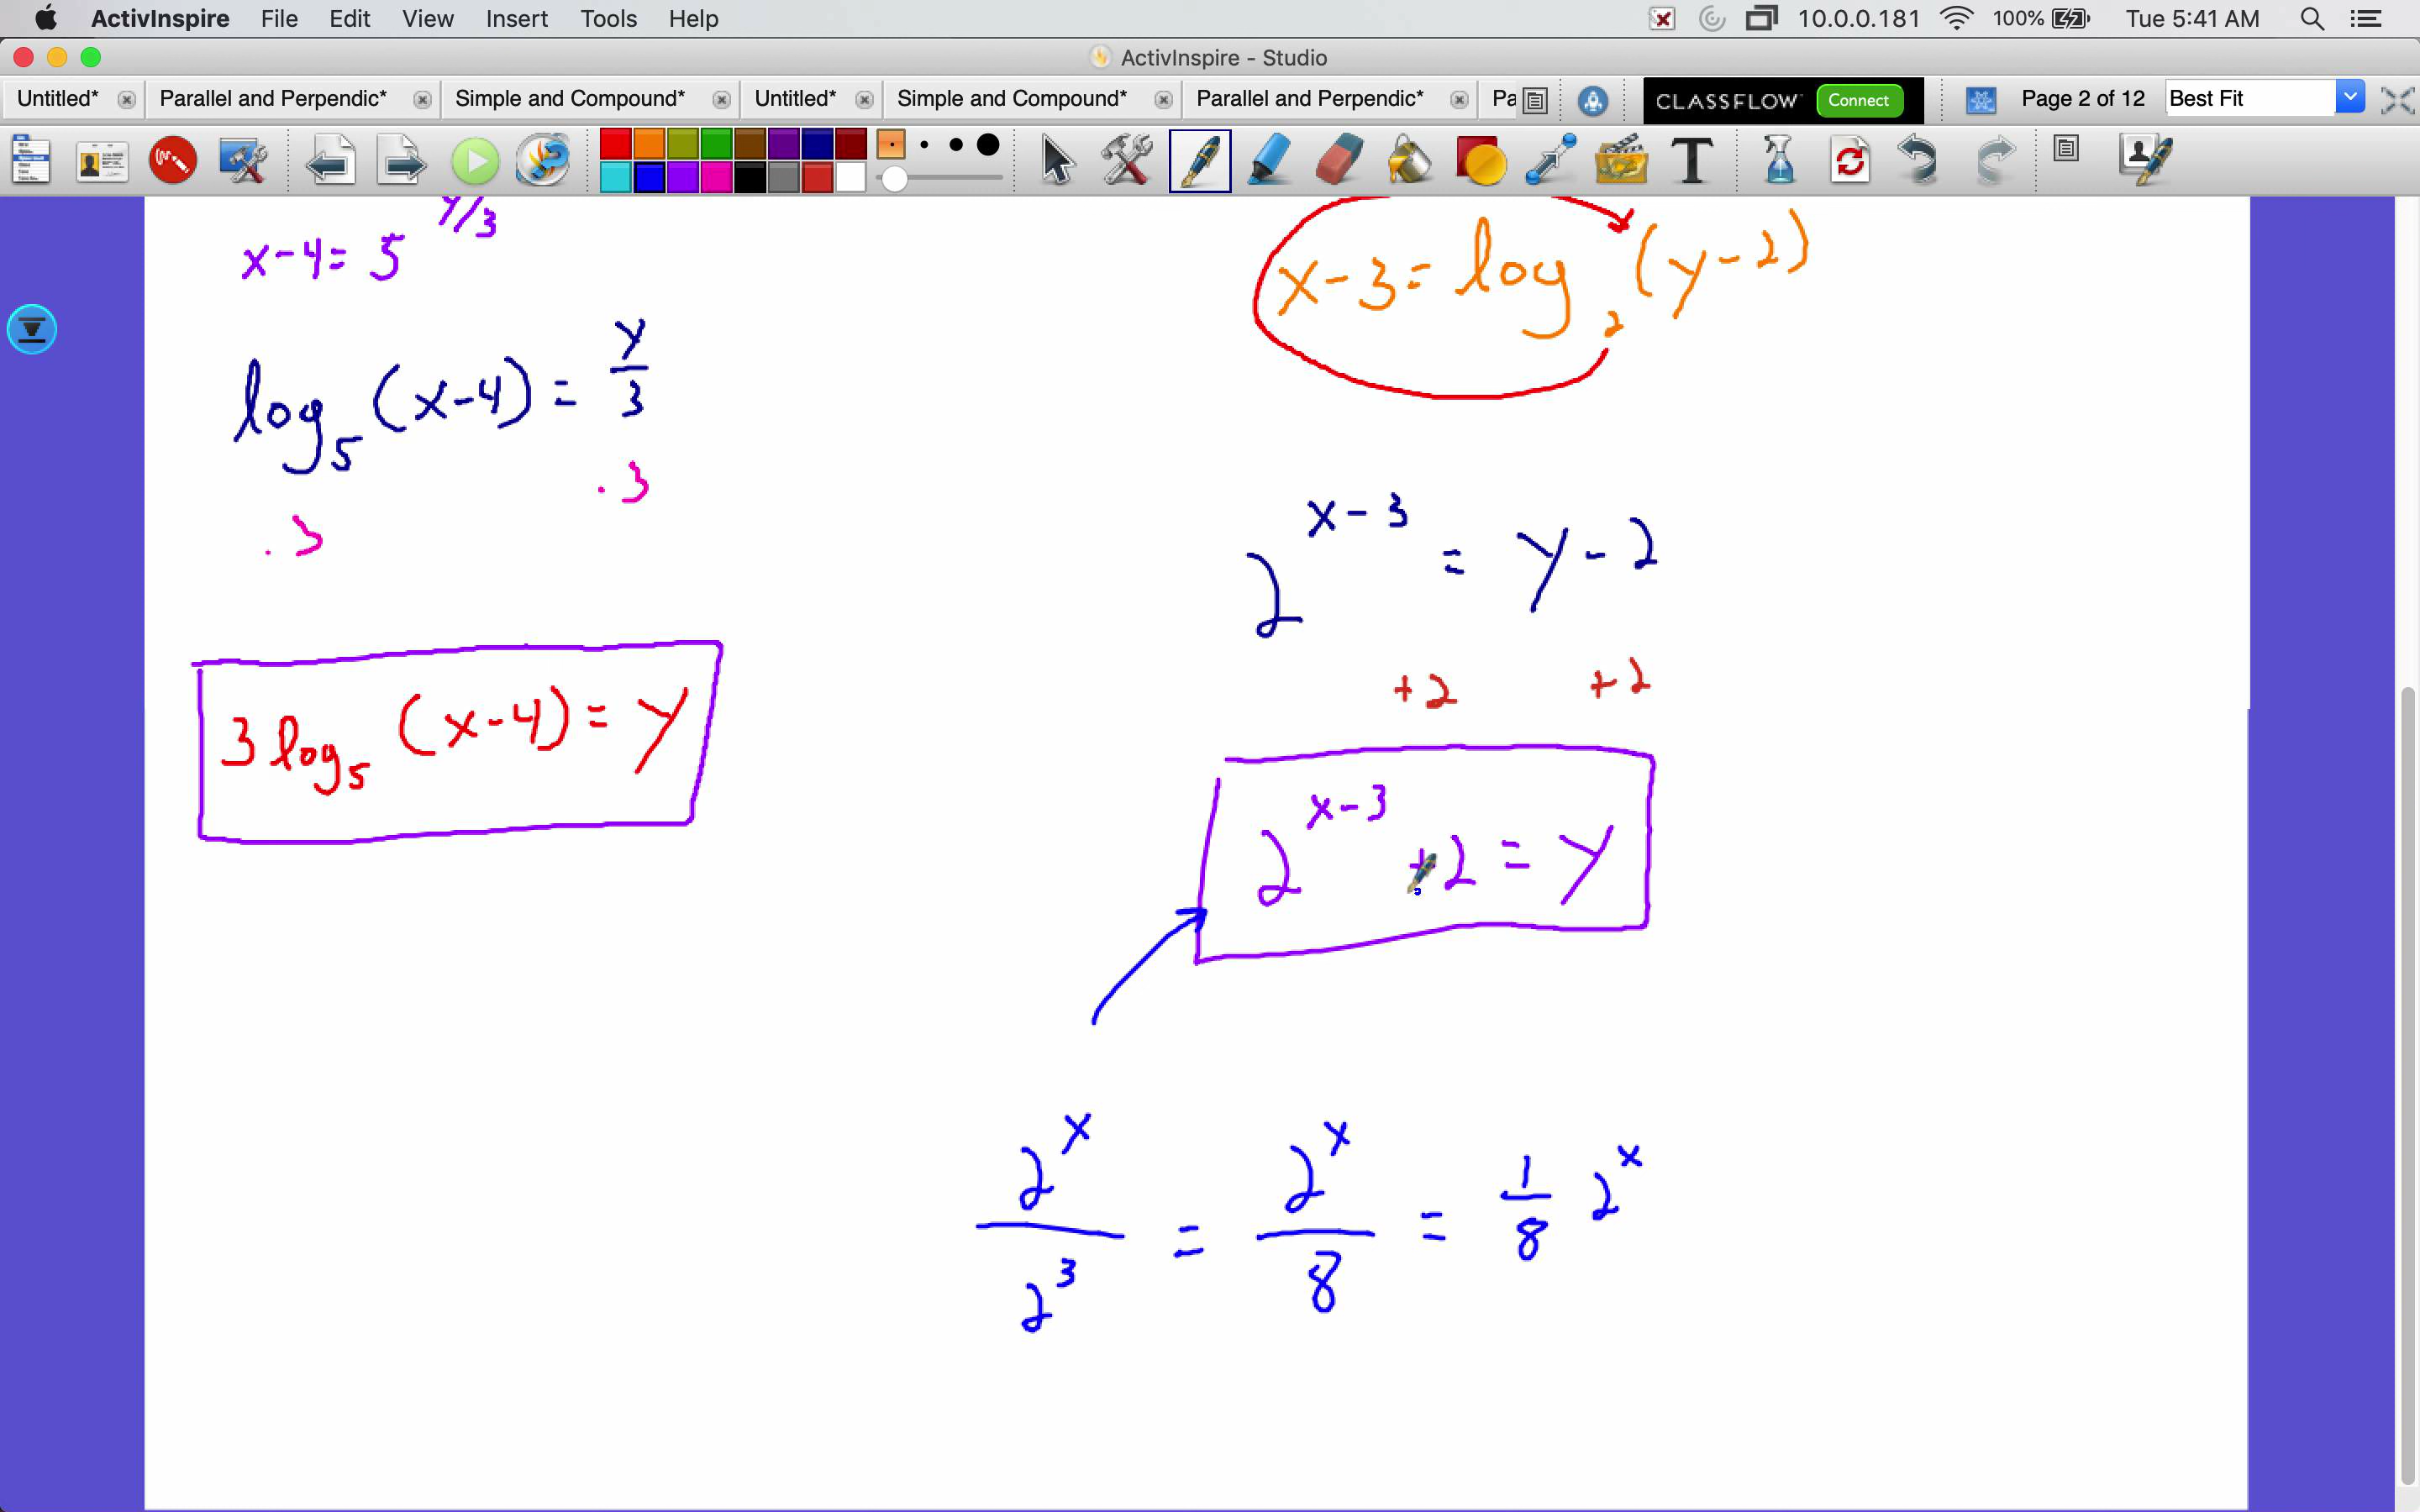 ActivInspire File Edit View Insert Tools Help 10.0.0.181 100% Tue 5:41 AM
ActivInspire - Studio
Untitled* Parallel and Perpendic* Simple and Compound* Untitled* Simple and Compound* Parallel and Perpendic* Pa CLASSFLOW Connect Page 2 of 12 Best Fit
T
x-4=5^(y/3)
log₅(x-4)=y/3
.3 .3
3log₅(x-4)=y
x-3=log₂(y-2)
2^(x-3)=y-2
+2 +2
2^(x-3)+2=y
2^x/2^3=2^x/8=1/8 2^x